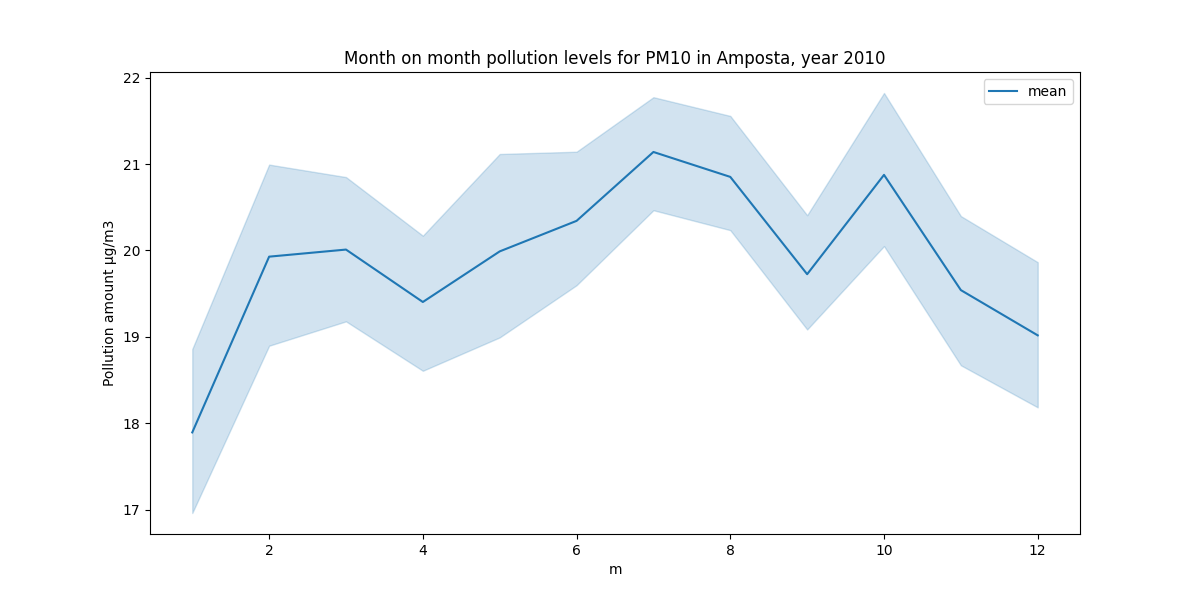 Month on month pollution levels for PM10 in Amposta, year 2010
mean
Pollution amount µg/m3
22
21
20
19
18
17
2 4 6 8 10 12
m